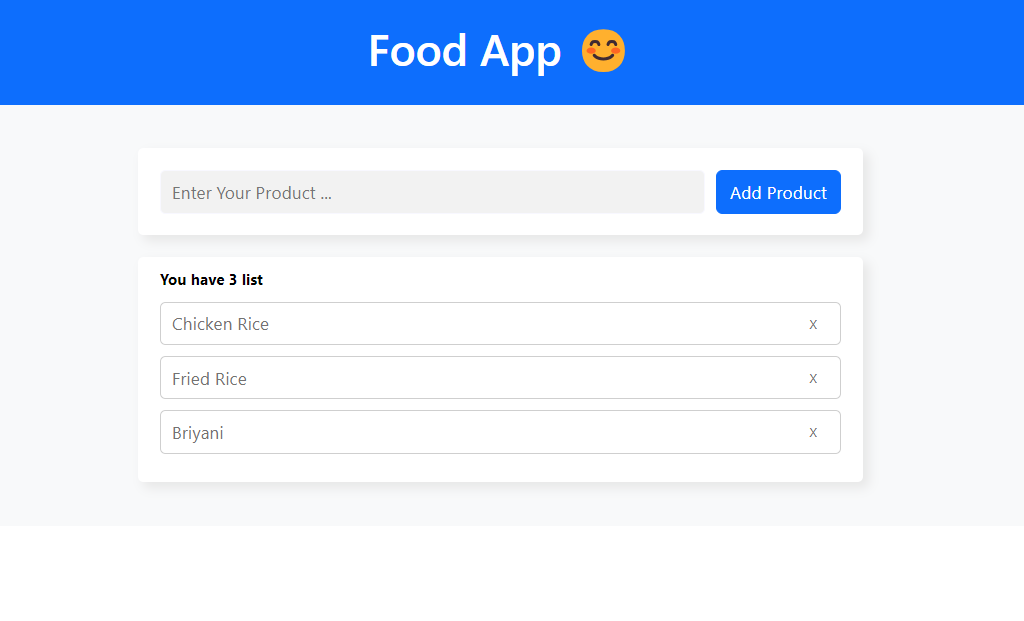 Food App 😊
Enter Your Product ...
Add Product
You have 3 list
Chicken Rice x
Fried Rice x
Briyani x